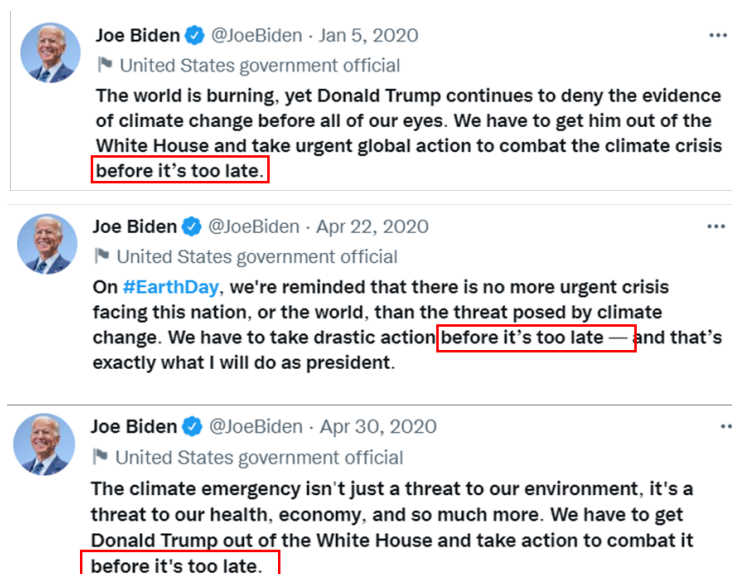 Joe Biden @JoeBiden · Jan 5, 2020
United States government official
The world is burning, yet Donald Trump continues to deny the evidence
of climate change before all of our eyes. We have to get him out of the
White House and take urgent global action to combat the climate crisis
before it’s too late.
Joe Biden @JoeBiden · Apr 22, 2020
United States government official
On #EarthDay, we're reminded that there is no more urgent crisis
facing this nation, or the world, than the threat posed by climate
change. We have to take drastic action before it’s too late — and that’s
exactly what I will do as president.
Joe Biden @JoeBiden · Apr 30, 2020
United States government official
The climate emergency isn't just a threat to our environment, it's a
threat to our health, economy, and so much more. We have to get
Donald Trump out of the White House and take action to combat it
before it's too late.